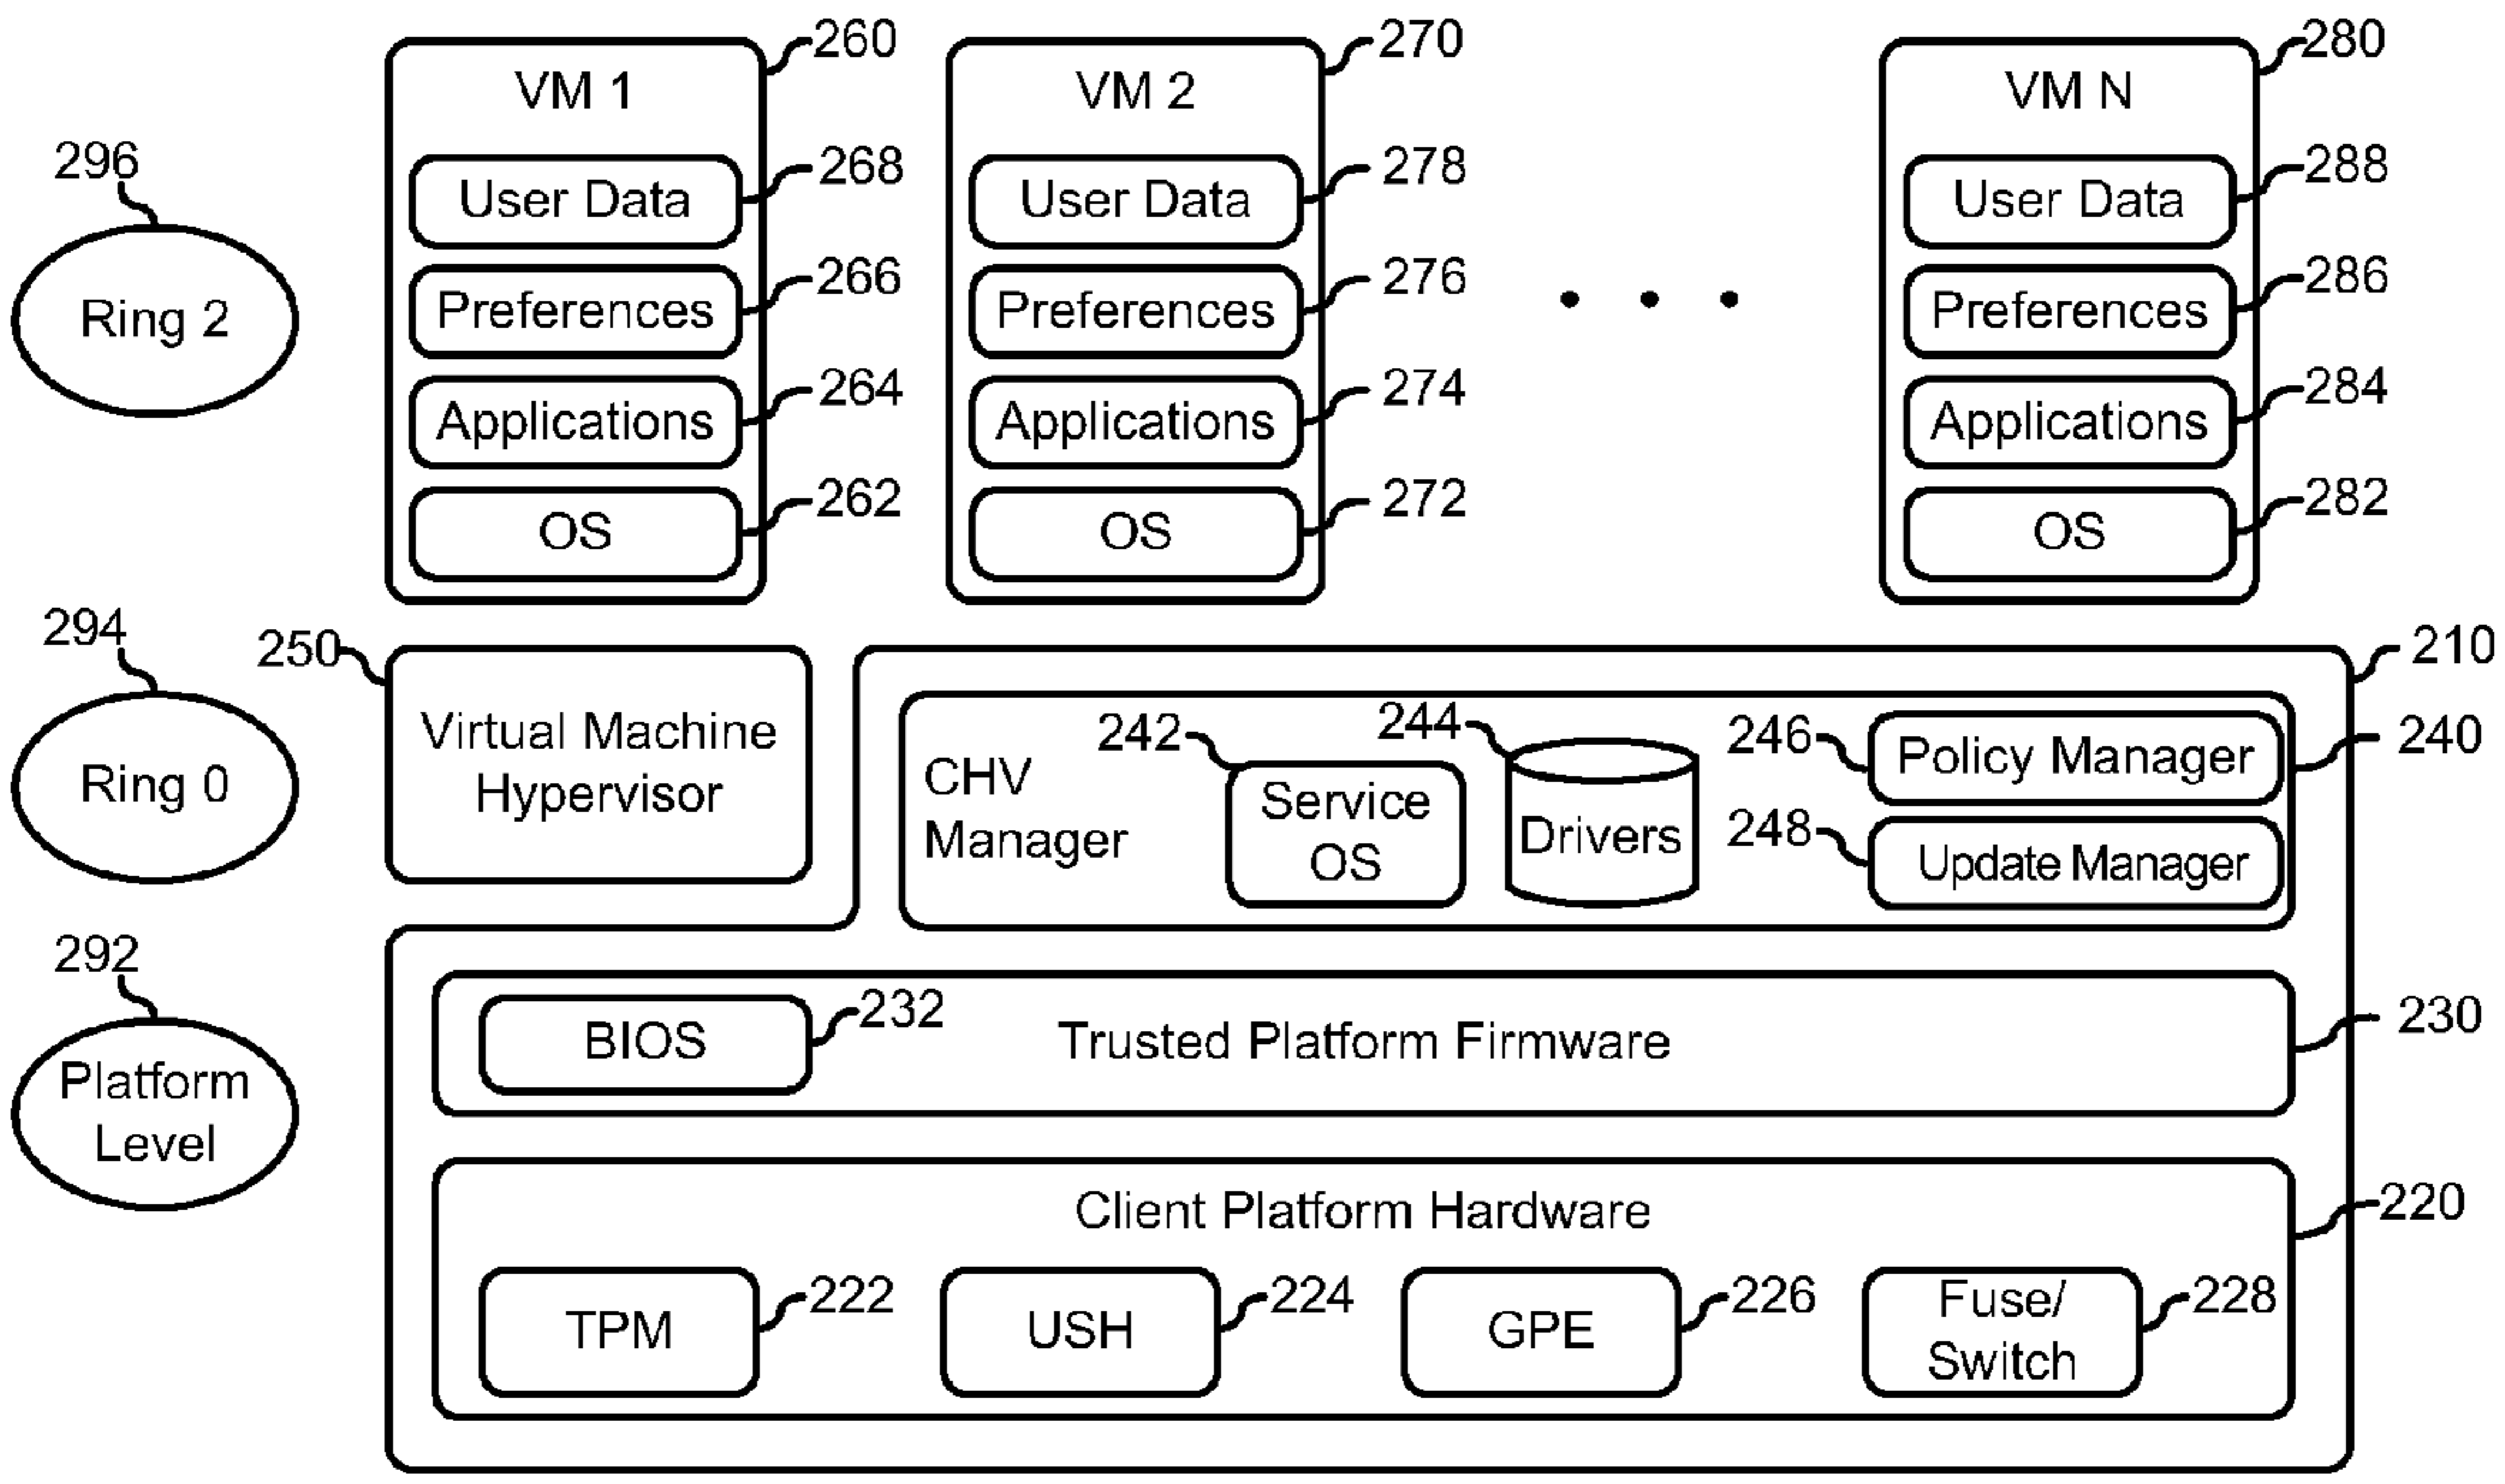 260
270
280
VM 1
VM 2
VM N
296
268
278
288
User Data
User Data
User Data
266
276
286
Ring 2
Preferences
Preferences
Preferences
264
274
284
Applications
Applications
Applications
262
272
282
OS
OS
OS
294
250
210
Ring 0
Virtual Machine
Hypervisor
CHV
Manager
242
Service
OS
244
Drivers
246
Policy Manager
240
248
Update Manager
292
Platform
Level
BIOS
232
Trusted Platform Firmware
230
Client Platform Hardware
220
TPM
222
USH
224
GPE
226
Fuse/
Switch
228